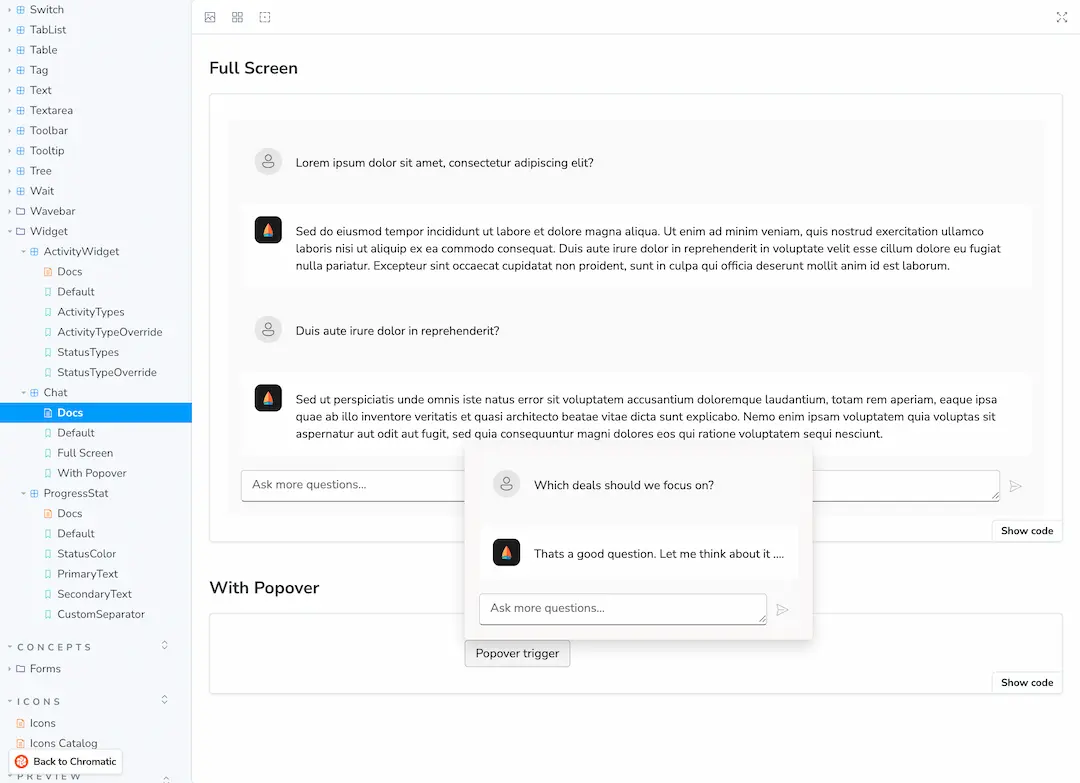 Switch
TabList
Table
Tag
Text
Textarea
Toolbar
Tooltip
Tree
Wait
Wavebar
Widget
ActivityWidget
Docs
Default
ActivityTypes
ActivityTypeOverride
StatusTypes
StatusTypeOverride
Chat
Docs
Default
Full Screen
With Popover
ProgressStat
Docs
Default
StatusColor
PrimaryText
SecondaryText
CustomSeparator
CONCEPTS
Forms
ICONS
Icons
Icons Catalog
Back to Chromatic
PREVIEW
Full Screen
Lorem ipsum dolor sit amet, consectetur adipiscing elit?
Sed do eiusmod tempor incididunt ut labore et dolore magna aliqua. Ut enim ad minim veniam, quis nostrud exercitation ullamco
laboris nisi ut aliquip ex ea commodo consequat. Duis aute irure dolor in reprehenderit in voluptate velit esse cillum dolore eu fugiat
nulla pariatur. Excepteur sint occaecat cupidatat non proident, sunt in culpa qui officia deserunt mollit anim id est laborum.
Duis aute irure dolor in reprehenderit?
Sed ut perspiciatis unde omnis iste natus error sit voluptatem accusantium doloremque laudantium, totam rem aperiam, eaque ipsa
quae ab illo inventore veritatis et quasi architecto beatae vitae dicta sunt explicabo. Nemo enim ipsam voluptatem quia voluptas sit
aspernatur aut odit aut fugit, sed quia consequuntur magni dolores eos qui ratione voluptatem sequi nesciunt.
Ask more questions...
Show code
Which deals should we focus on?
Thats a good question. Let me think about it ....
Ask more questions...
With Popover
Popover trigger
Show code